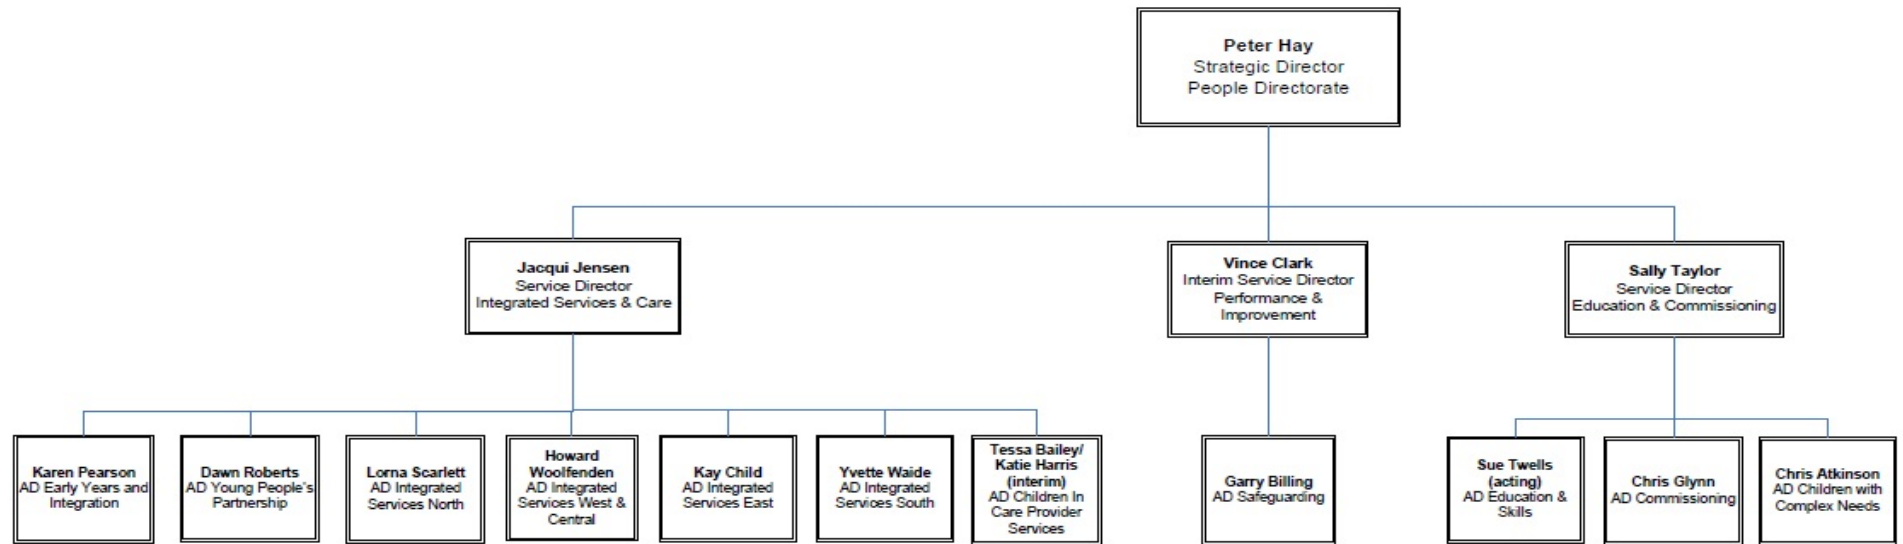 Peter Hay
Strategic Director
People Directorate
Jacqui Jensen
Service Director
Integrated Services & Care
Vince Clark
Interim Service Director
Performance &
Improvement
Sally Taylor
Service Director
Education & Commissioning
Karen Pearson
AD Early Years and
Integration
Dawn Roberts
AD Young People's
Partnership
Lorna Scarlett
AD Integrated
Services North
Howard
Woolfenden
AD Integrated
Services West &
Central
Kay Child
AD Integrated
Services East
Yvette Waide
AD Integrated
Services South
Tessa Bailey/
Katie Harris
(interim)
AD Children In
Care Provider
Services
Garry Billing
AD Safeguarding
Sue Twells
(acting)
AD Education &
Skills
Chris Glynn
AD Commissioning
Chris Atkinson
AD Children with
Complex Needs